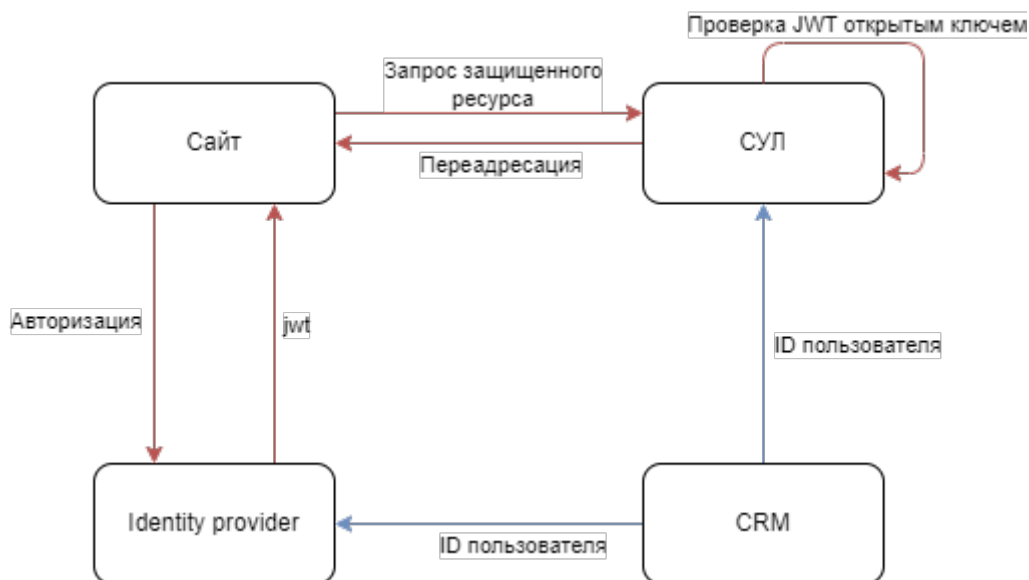 Проверка JWT открытым ключем
Запрос защищенного
ресурса
Сайт
СУЛ
Переадресация
Авторизация
jwt
ID пользователя
Identity provider
CRM
ID пользователя